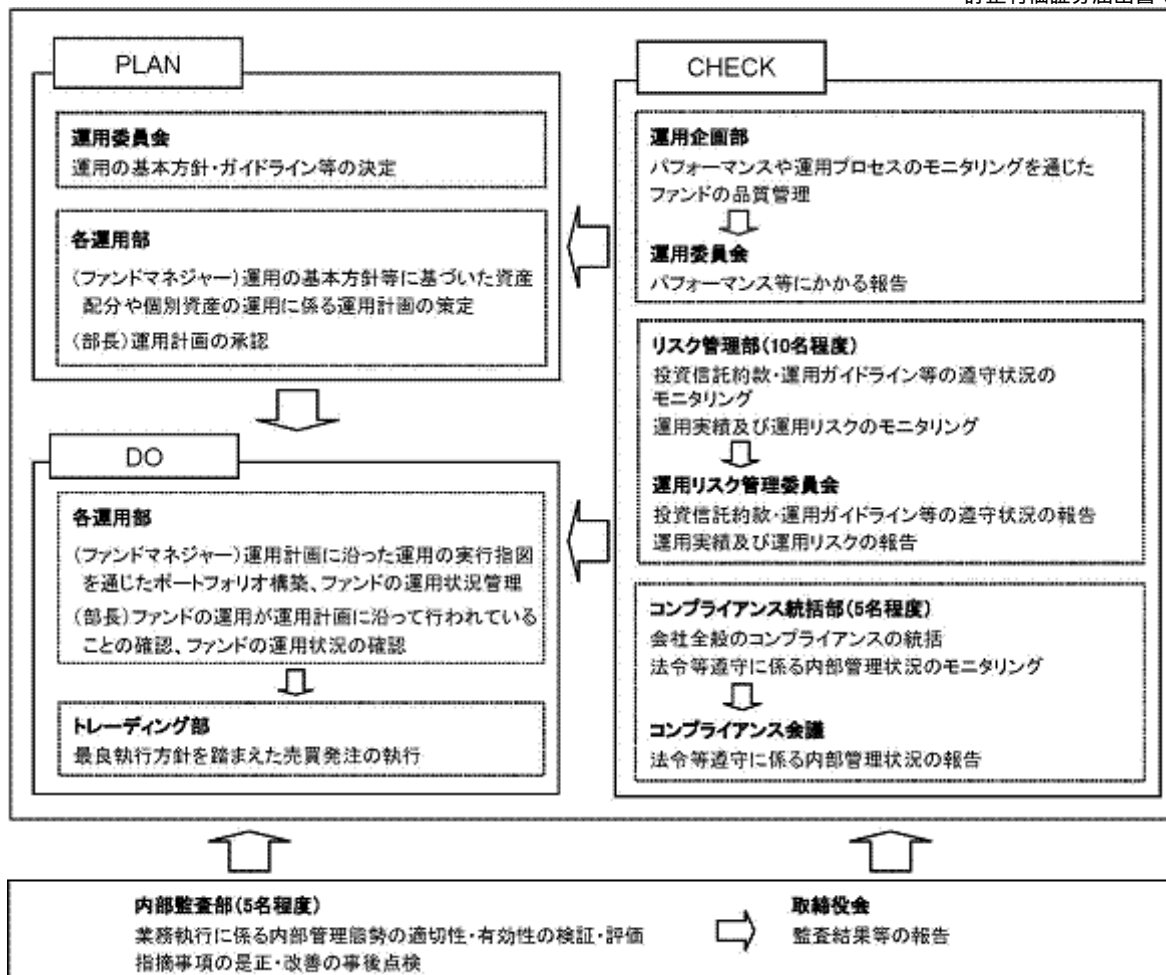 PLAN
運用委員会
運用の基本方針・ガイドライン等の決定
各運用部
(ファンドマネジャー)運用の基本方針等に基づいた資産
配分や個別資産の運用に係る運用計画の策定
(部長)運用計画の承認
DO
各運用部
(ファンドマネジャー)運用計画に沿った運用の実行指図
を通じたポートフォリオ構築、ファンドの運用状況管理
(部長)ファンドの運用が運用計画に沿って行われている
ことの確認、ファンドの運用状況の確認
トレーディング部
最良執行方針を踏まえた売買発注の執行
CHECK
運用企画部
パフォーマンスや運用プロセスのモニタリングを通じた
ファンドの品質管理
運用委員会
パフォーマンス等にかかる報告
リスク管理部(10名程度)
投資信託約款・運用ガイドライン等の遵守状況の
モニタリング
運用実績及び運用リスクのモニタリング
運用リスク管理委員会
投資信託約款・運用ガイドライン等の遵守状況の報告
運用実績及び運用リスクの報告
コンプライアンス統括部(5名程度)
会社全般のコンプライアンスの統括
法令等遵守に係る内部管理状況のモニタリング
コンプライアンス会議
法令等遵守に係る内部管理状況の報告
内部監査部(5名程度)
業務執行に係る内部管理態勢の適切性・有効性の検証・評価
指摘事項の是正・改善の事後点検
取締役会
監査結果等の報告